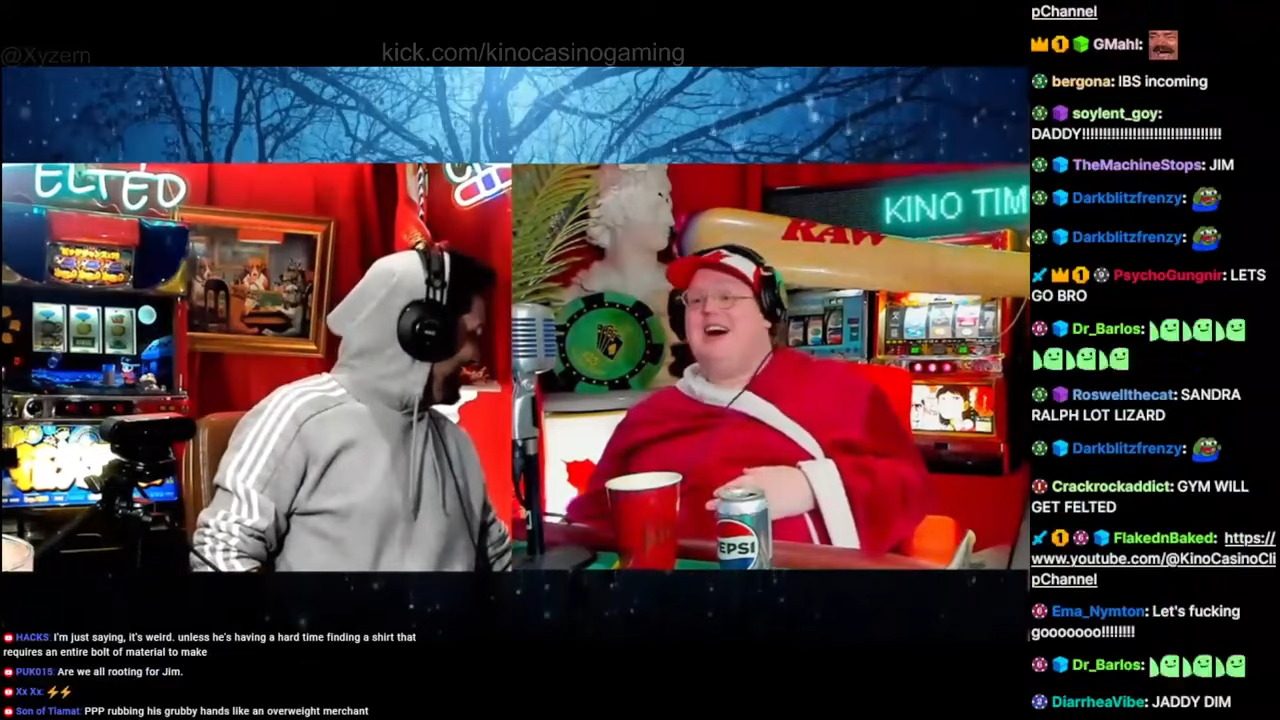 @Xyzern
kick.com/kinocasinogaming
ELTED
KINO TIM
RAW
EPSI
HACKS: I'm just saying, it's weird. unless he's having a hard time finding a shirt that
requires an entire bolt of material to make
PUK015: Are we all rooting for Jim.
Xx Xx: ⚡⚡
Son of Tiamat: PPP rubbing his grubby hands like an overweight merchant
pChannel
GMahl:
bergona: IBS incoming
soylent_goy:
DADDY!!!!!!!!!!!!!!!!!!!!!!!!!!!!!!!!!!
TheMachineStops: JIM
Darkblitzfrenzy:
Darkblitzfrenzy:
PsychoGungnir: LETS
GO BRO
Dr_Barlos:
Roswellthecat: SANDRA
RALPH LOT LIZARD
Darkblitzfrenzy:
Crackrockaddict: GYM WILL
GET FELTED
FlakednBaked: https://
www.youtube.com/@KinoCasinoCli
pChannel
Ema_Nymton: Let's fucking
gooooooo!!!!!!!!
Dr_Barlos:
DiarrheaVibe: JADDY DIM